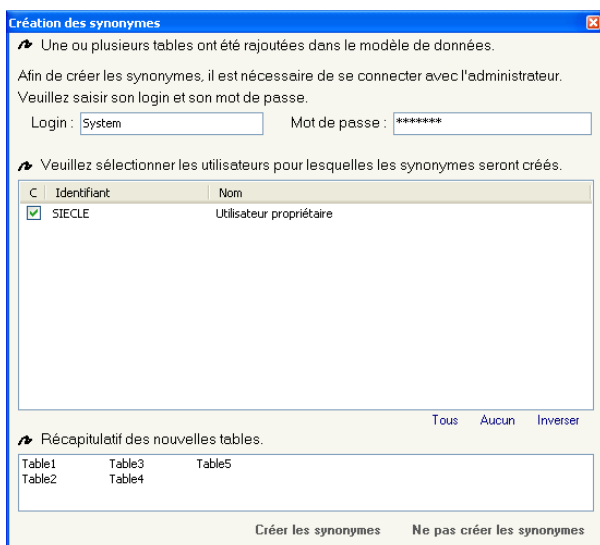 Création des synonymes
Une ou plusieurs tables ont été rajoutées dans le modèle de données.
Afin de créer les synonymes, il est nécessaire de se connecter avec l'administrateur.
Veuillez saisir son login et son mot de passe.
Login : System Mot de passe : *******
Veuillez sélectionner les utilisateurs pour lesquelles les synonymes seront créés.
C Identifiant Nom
SIECLE Utilisateur propriétaire
Tous Aucun Inverser
Récapitulatif des nouvelles tables.
Table1 Table3 Table5
Table2 Table4
Créer les synonymes Ne pas créer les synonymes